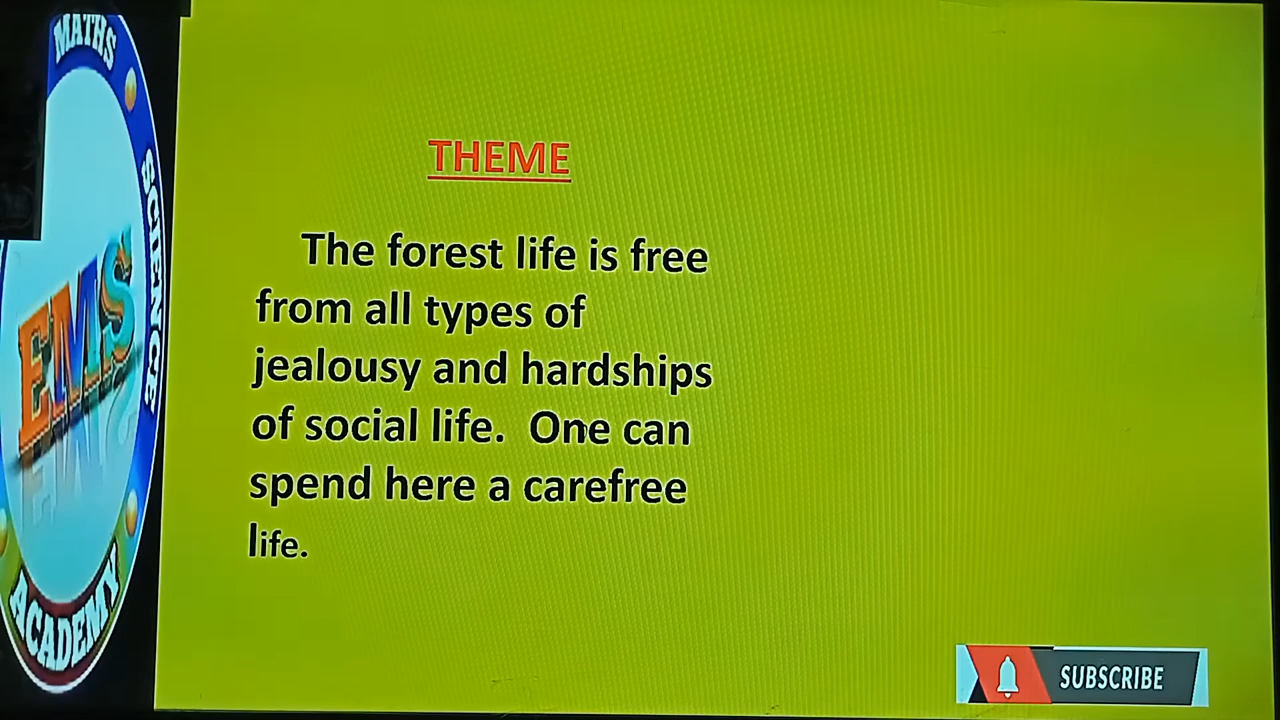 MATHS
SCIENCE
EMS
ACADEMY
THEME
The forest life is free
from all types of
jealousy and hardships
of social life. One can
spend here a carefree
life.
SUBSCRIBE